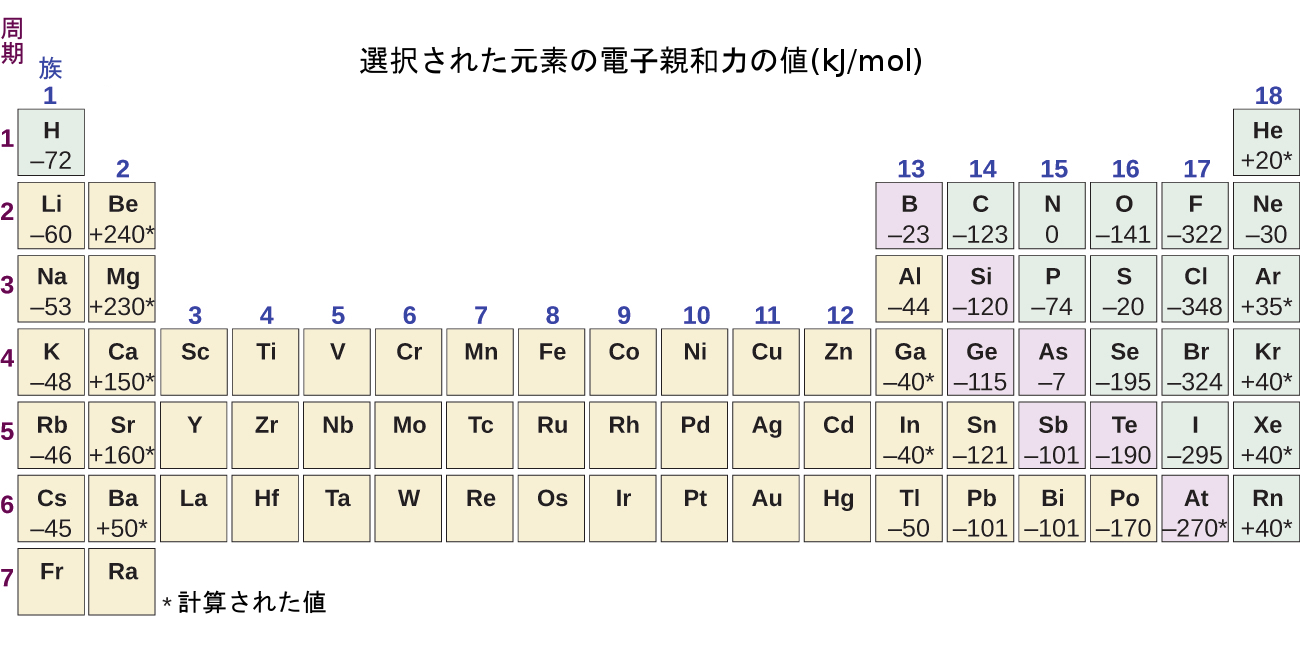 周期
選択された元素の電子親和力の値(kJ/mol)
族
1 18
1 H He
–72 +20*
2 13 14 15 16 17
2 Li Be B C N O F Ne
–60 +240* –23 –123 0 –141 –322 –30
3 Na Mg Al Si P S Cl Ar
–53 +230* –44 –120 –74 –20 –348 +35*
3 4 5 6 7 8 9 10 11 12
4 K Ca Sc Ti V Cr Mn Fe Co Ni Cu Zn Ga Ge As Se Br Kr
–48 +150* –40* –115 –7 –195 –324 +40*
5 Rb Sr Y Zr Nb Mo Tc Ru Rh Pd Ag Cd In Sn Sb Te I Xe
–46 +160* –40* –121 –101 –190 –295 +40*
6 Cs Ba La Hf Ta W Re Os Ir Pt Au Hg Tl Pb Bi Po At Rn
–45 +50* –50 –101 –101 –170 –270* +40*
7 Fr Ra
*計算された値